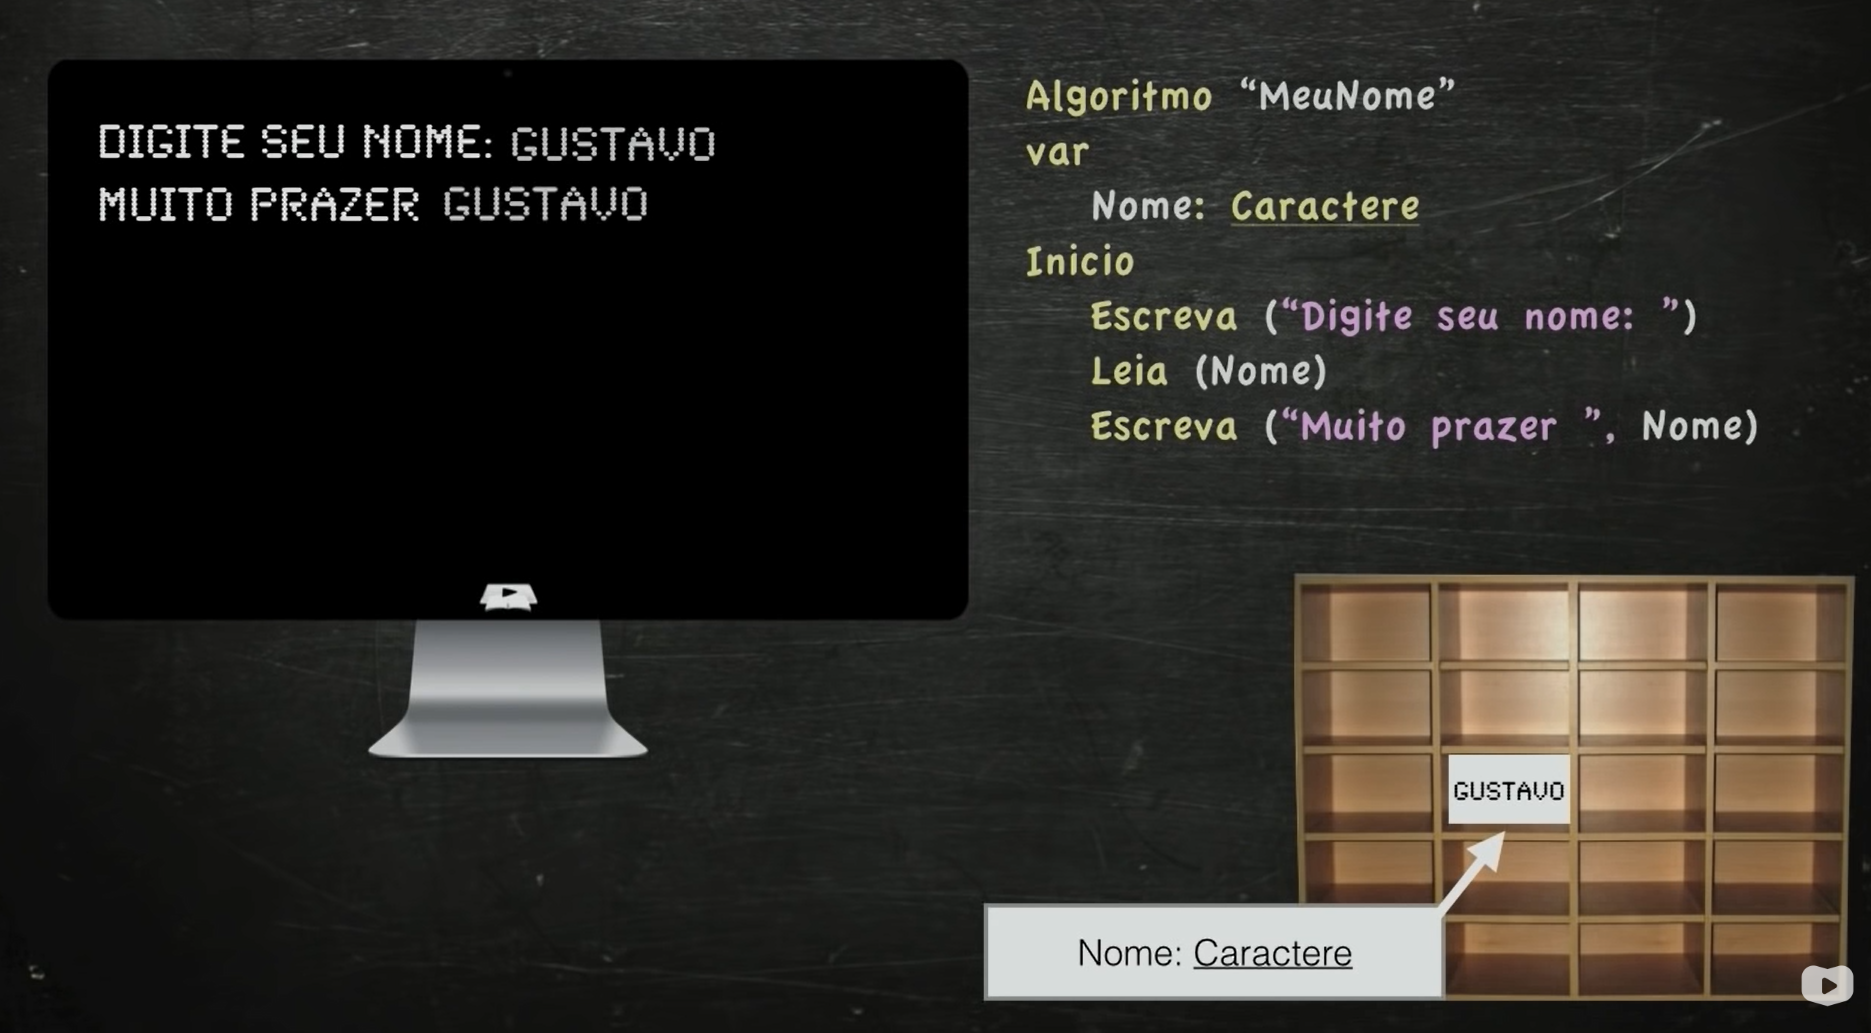 DIGITE SEU NOME: GUSTAVO
MUITO PRAZER GUSTAVO
Algoritmo “MeuNome”
var
Nome: Caractere
Inicio
Escreva (“Digite seu nome: ”)
Leia (Nome)
Escreva (“Muito prazer ”, Nome)
GUSTAVO
Nome: Caractere